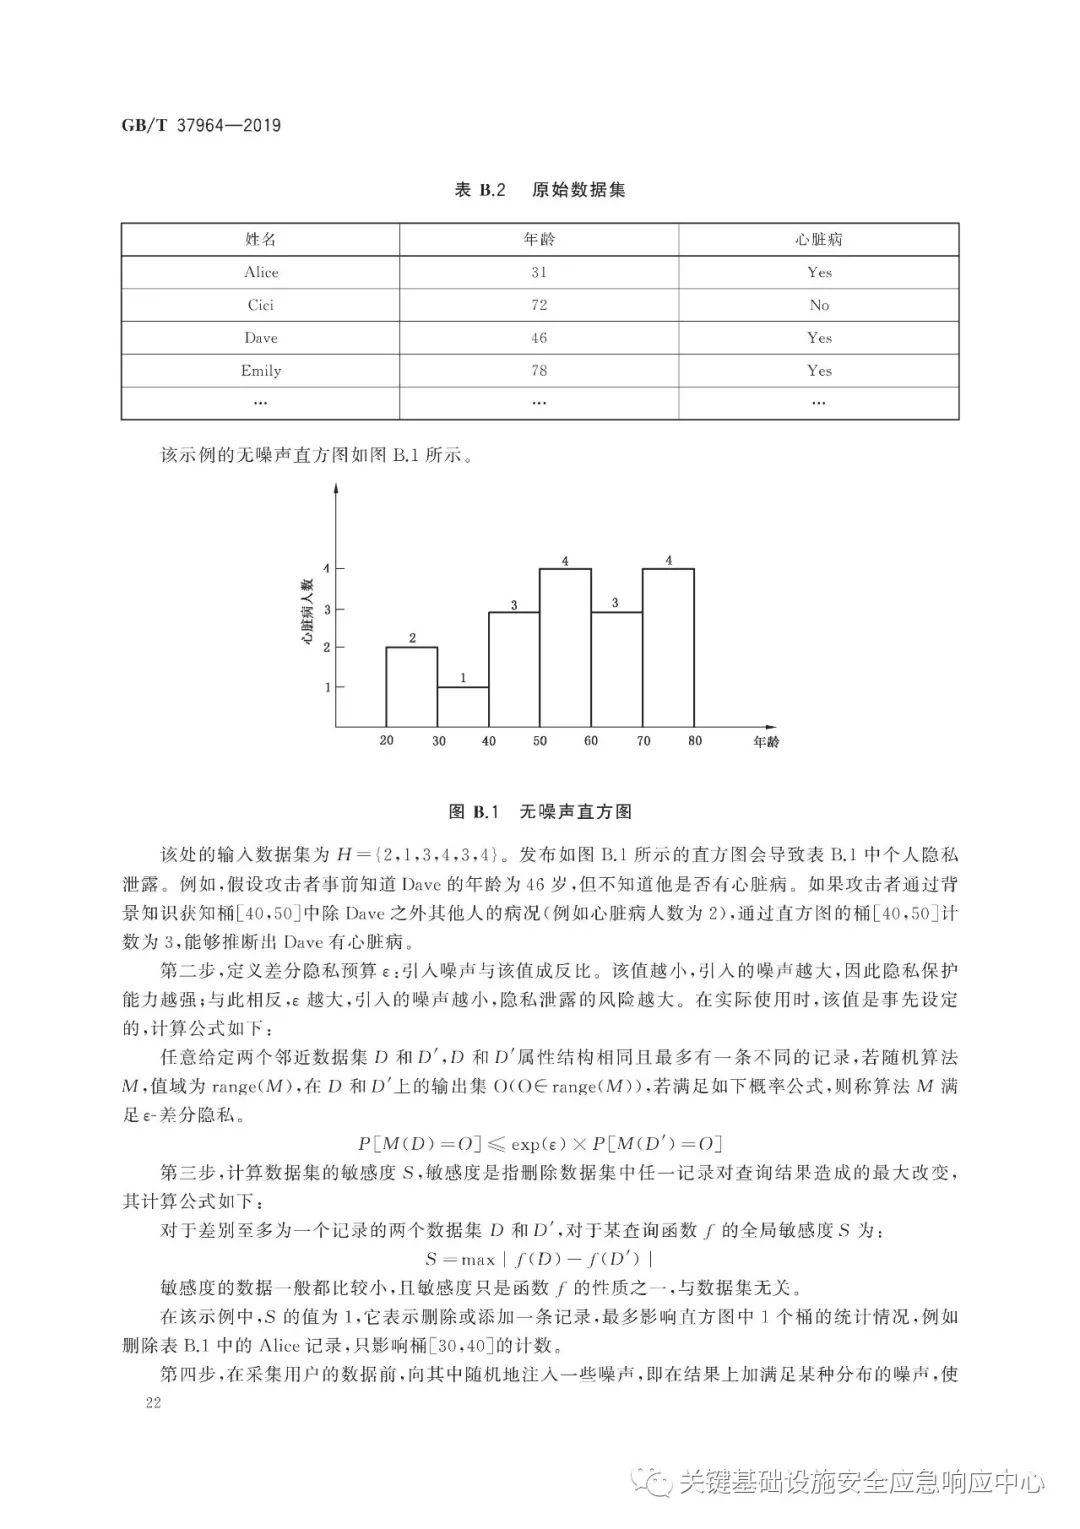 GB/T 37964—2019
表 B.2 原始数据集
姓名 年龄 心脏病
Alice 31 Yes
Cici 72 No
Dave 46 Yes
Emily 78 Yes
… … …
该示例的无噪声直方图如图 B.1 所示。
心脏病人数
4
3
2
1
2
1
3
4
3
4
20 30 40 50 60 70 80 年龄
图 B.1 无噪声直方图
该处的输入数据集为 H={2,1,3,4,3,4}。发布如图 B.1 所示的直方图会导致表 B.1 中个人隐私
泄露。例如,假设攻击者事前知道 Dave 的年龄为 46 岁,但不知道他是否有心脏病。如果攻击者通过背
景知识获知桶[40,50]中除 Dave 之外其他人的病况(例如心脏病人数为 2),通过直方图的桶[40,50]计
数为 3,能够推断出 Dave 有心脏病。
第二步,定义差分隐私预算 ε:引入噪声与该值成反比。该值越小,引入的噪声越大,因此隐私保护
能力越强;与此相反,ε 越大,引入的噪声越小,隐私泄露的风险越大。在实际使用时,该值是事先设定
的,计算公式如下:
任意给定两个邻近数据集 D 和 D′,D 和 D′属性结构相同且最多有一条不同的记录,若随机算法
M,值域为 range(M),在 D 和 D′上的输出集 O(O∈range(M)),若满足如下概率公式,则称算法 M 满
足 ε-差分隐私。
P[M(D)=O]≤exp(ε)×P[M(D′)=O]
第三步,计算数据集的敏感度 S,敏感度是指删除数据集中任一记录对查询结果造成的最大改变,
其计算公式如下:
对于差别至多为一个记录的两个数据集 D 和 D′,对于某查询函数 f 的全局敏感度 S 为:
S=max|f(D)-f(D′)|
敏感度的数据一般都比较小,且敏感度只是函数 f 的性质之一,与数据集无关。
在该示例中,S 的值为 1,它表示删除或添加一条记录,最多影响直方图中 1 个桶的统计情况,例如
删除表 B.1 中的 Alice 记录,只影响桶[30,40]的计数。
第四步,在采集用户的数据前,向其中随机地注入一些噪声,即在结果上加满足某种分布的噪声,使
22
关键基础设施安全应急响应中心